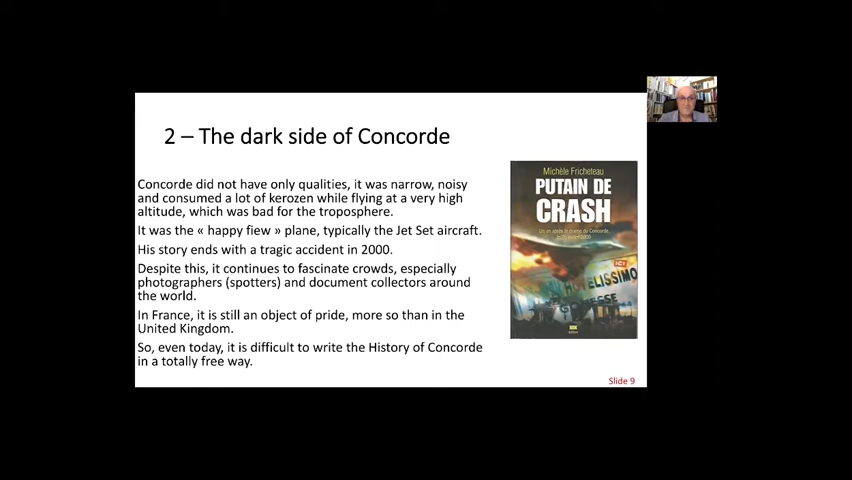 2 – The dark side of Concorde
Concorde did not have only qualities, it was narrow, noisy
and consumed a lot of kerozen while flying at a very high
altitude, which was bad for the troposphere.
It was the « happy fiew » plane, typically the Jet Set aircraft.
His story ends with a tragic accident in 2000.
Despite this, it continues to fascinate crowds, especially
photographers (spotters) and document collectors around
the world.
In France, it is still an object of pride, more so than in the
United Kingdom.
So, even today, it is difficult to write the History of Concorde
in a totally free way.
Michèle Fricheteau
PUTAIN DE
CRASH
Un an après le drame du Concorde,
2000
ICI
HOTELISSIMO
Slide 9